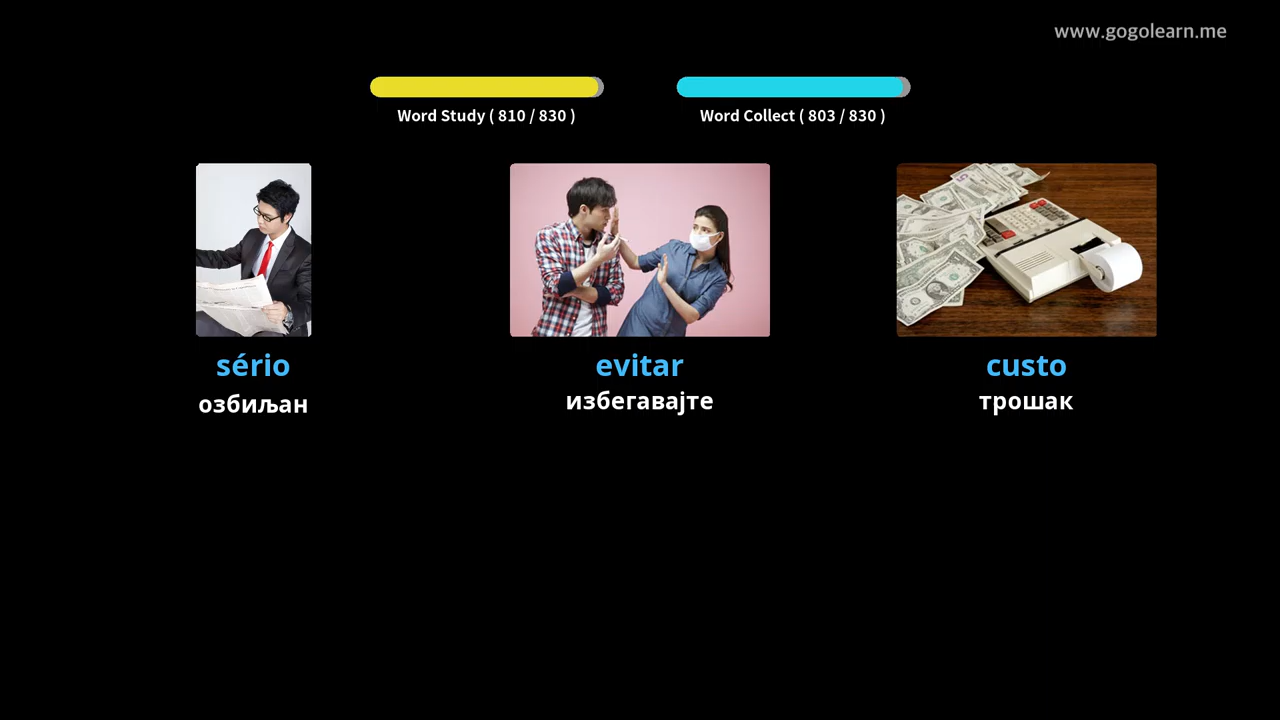 www.gogolearn.me
Word Study ( 810 / 830 )
Word Collect ( 803 / 830 )
sério
evitar
custo
озбиљан
избегавајте
трошак